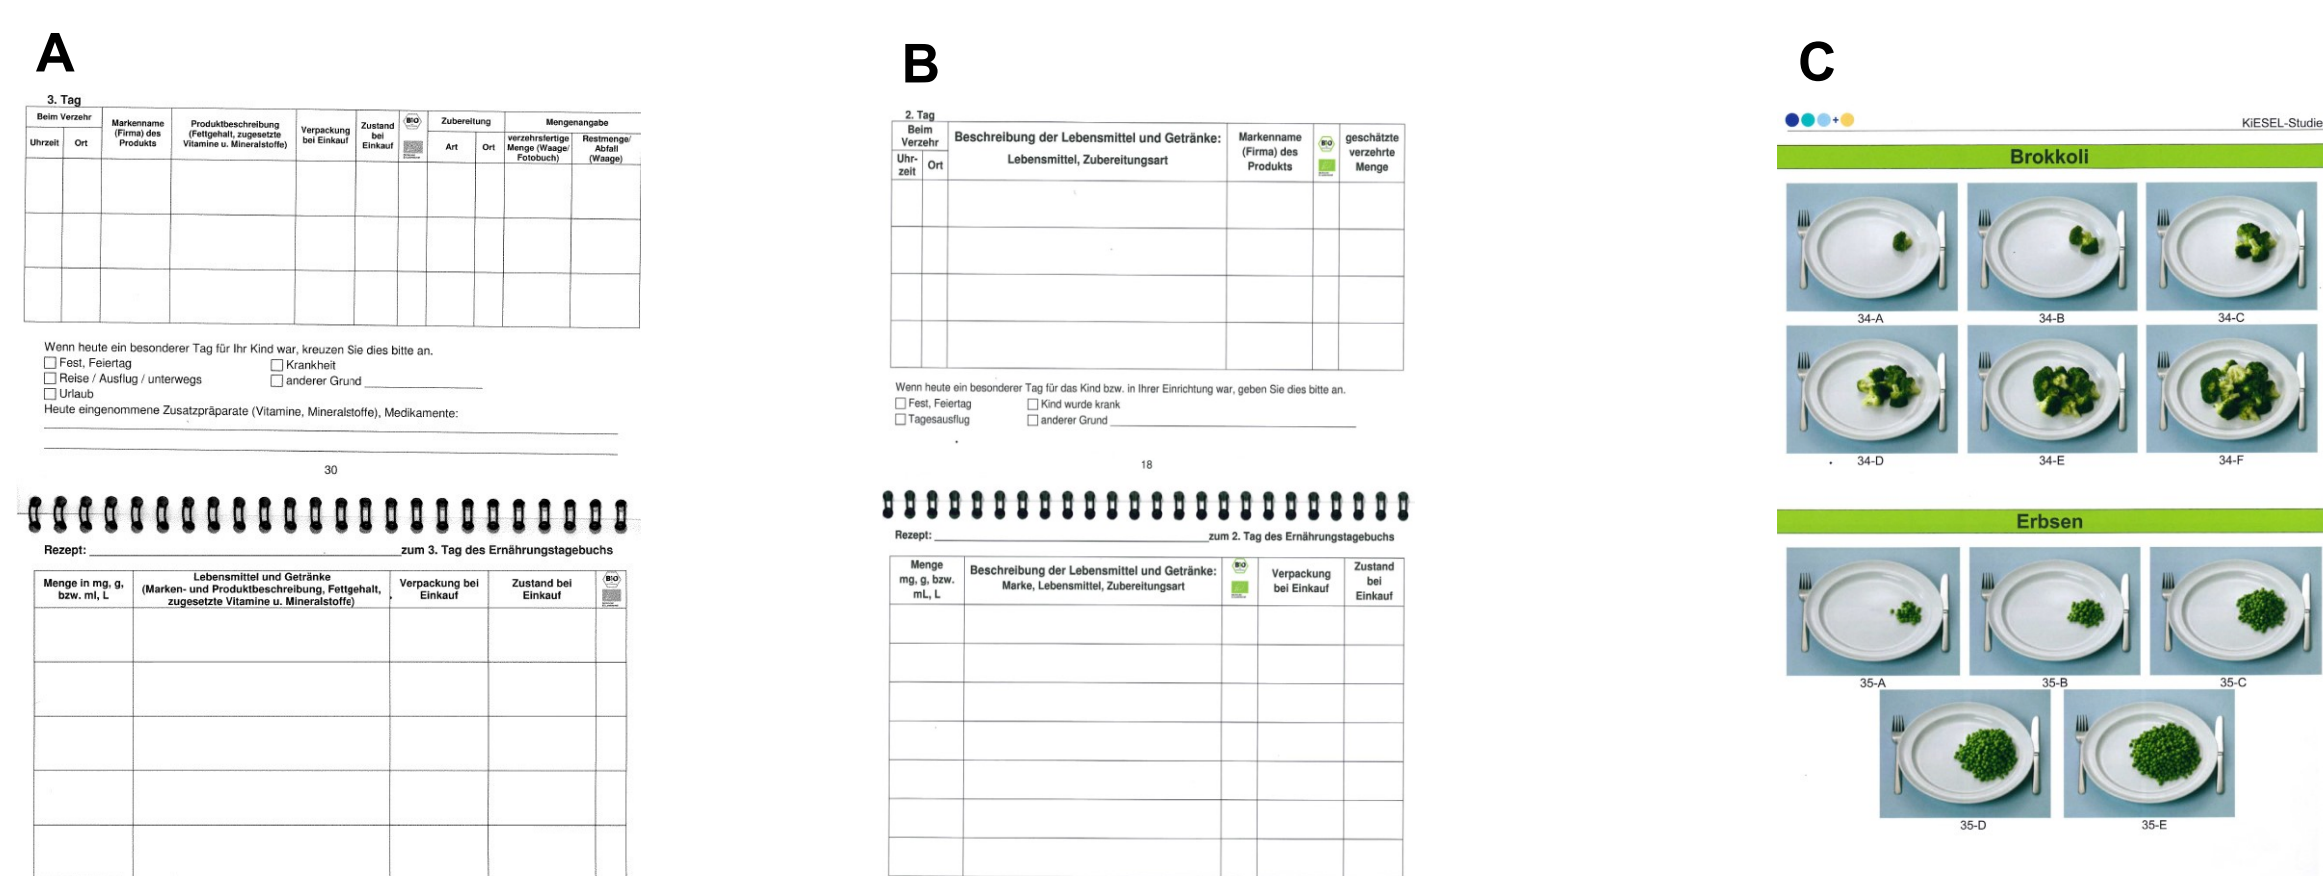 A
3. Tag
Beim Verzehr
Uhrzeit
Ort
Markenname
(Firma) des
Produkts
Produktbeschreibung
(Fettgehalt, zugesetzte
Vitamine u. Mineralstoffe)
Verpackung
bei Einkauf
Zustand
bei
Einkauf
BIO
Zubereitung
Art
Ort
Mengenangabe
verzehrsfertige
Menge (Waage/
Fotobuch)
Restmenge/
Abfall
(Waage)
Wenn heute ein besonderer Tag für Ihr Kind war, kreuzen Sie dies bitte an.
Fest, Feiertag
Krankheit
Reise / Ausflug / unterwegs
anderer Grund
Urlaub
Heute eingenommene Zusatzpräparate (Vitamine, Mineralstoffe), Medikamente:
30
Rezept: zum 3. Tag des Ernährungstagebuchs
Menge in mg, g,
bzw. ml, L
Lebensmittel und Getränke
(Marken- und Produktbeschreibung, Fettgehalt,
zugesetzte Vitamine u. Mineralstoffe)
Verpackung bei
Einkauf
Zustand bei
Einkauf
BIO
B
2. Tag
Beim
Verzehr
Uhr-
zeit
Ort
Beschreibung der Lebensmittel und Getränke:
Lebensmittel, Zubereitungsart
Markenname
(Firma) des
Produkts
BIO
geschätzte
verzehrte
Menge
Wenn heute ein besonderer Tag für das Kind bzw. in Ihrer Einrichtung war, geben Sie dies bitte an.
Fest, Feiertag
Kind wurde krank
Tagesausflug
anderer Grund
18
Rezept: zum 2. Tag des Ernährungstagebuchs
Menge
mg, g, bzw.
mL, L
Beschreibung der Lebensmittel und Getränke:
Marke, Lebensmittel, Zubereitungsart
BIO
Verpackung
bei Einkauf
Zustand
bei
Einkauf
C
KiESEL-Studie
Brokkoli
34-A
34-B
34-C
34-D
34-E
34-F
Erbsen
35-A
35-B
35-C
35-D
35-E